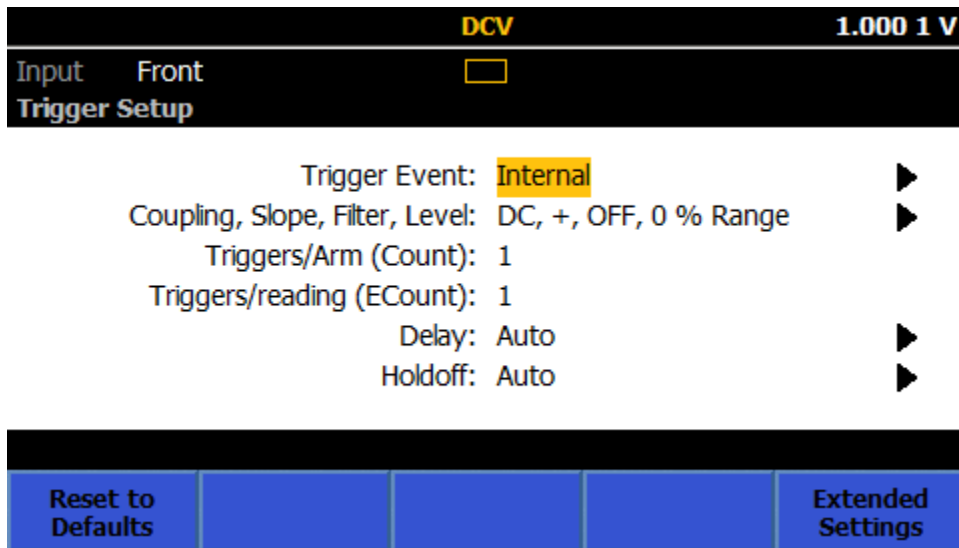 DCV 1.000 1 V
Input Front
Trigger Setup
Trigger Event: Internal
Coupling, Slope, Filter, Level: DC, +, OFF, 0 % Range
Triggers/Arm (Count): 1
Triggers/reading (ECount): 1
Delay: Auto
Holdoff: Auto
Reset to Defaults
Extended Settings